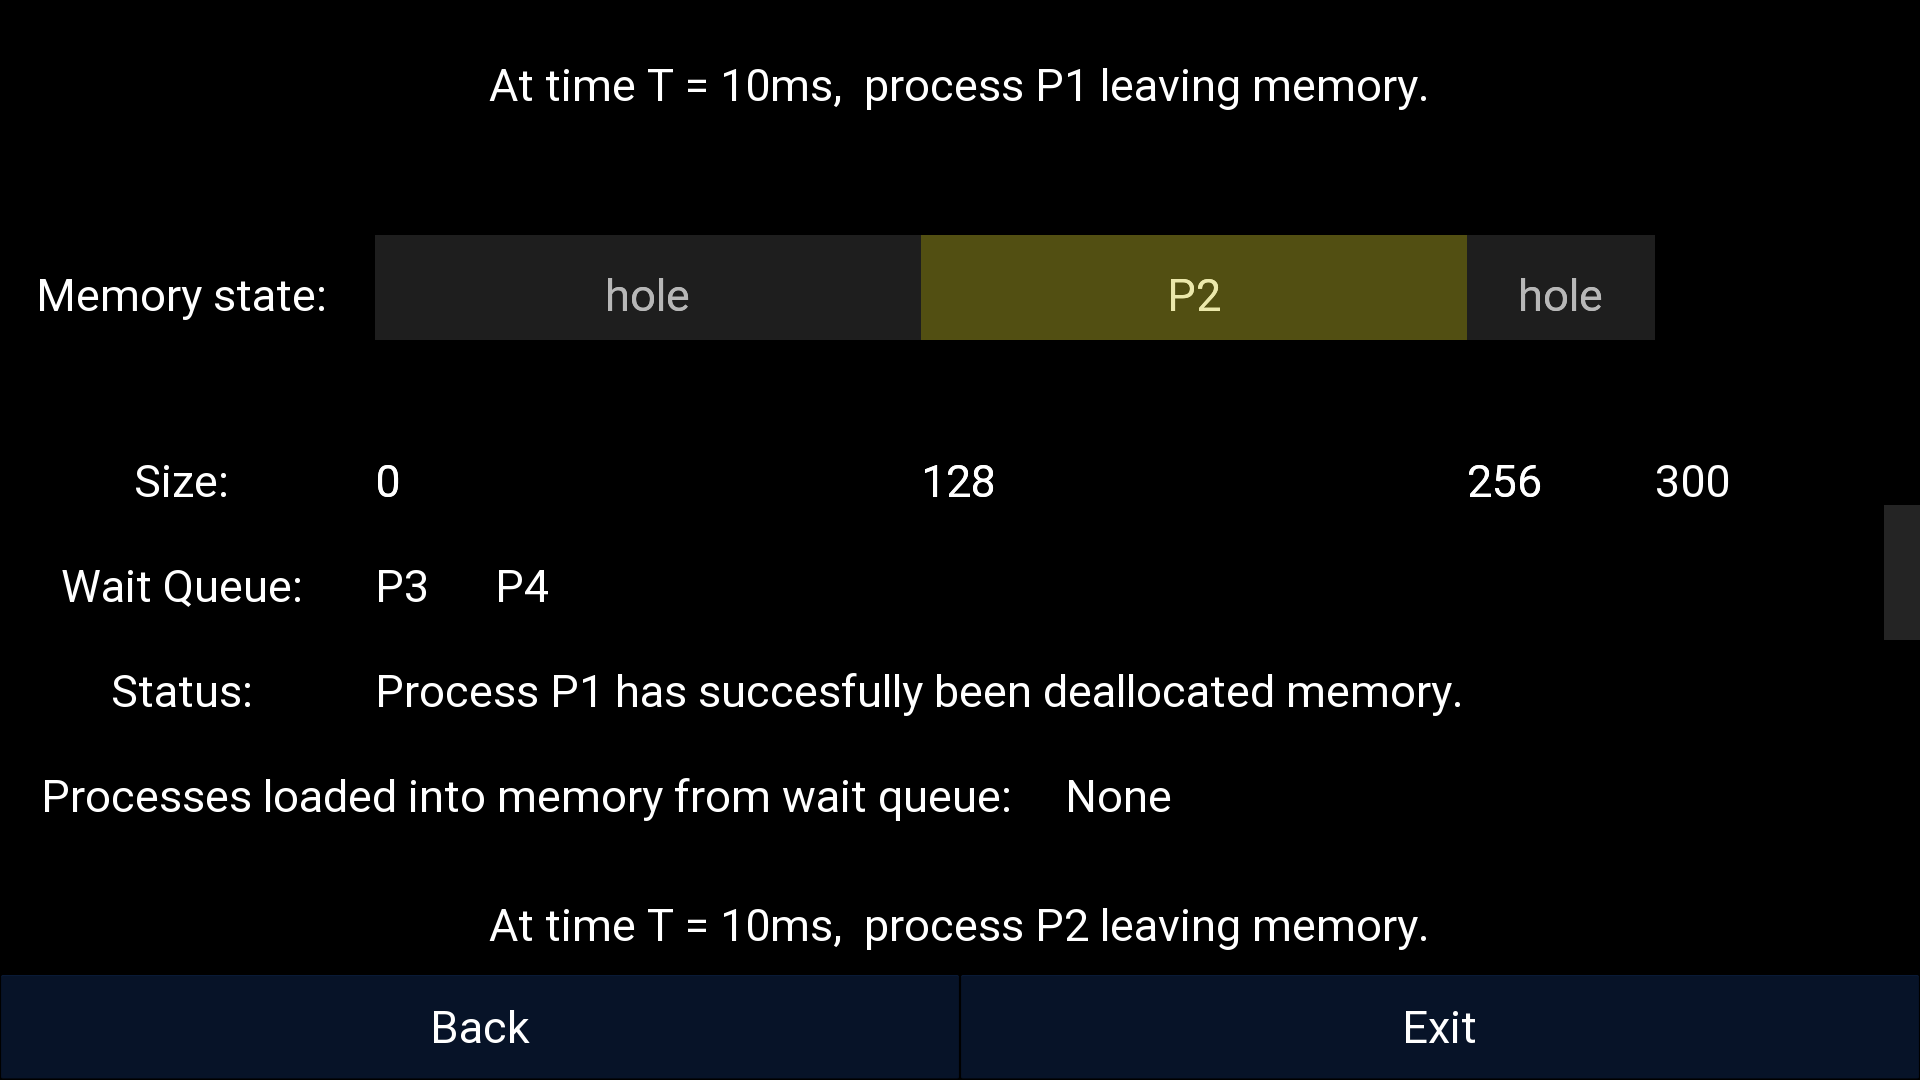 At time T = 10ms,  process P1 leaving memory.
Memory state: hole P2 hole
Size: 0 128 256 300
Wait Queue: P3 P4
Status: Process P1 has succesfully been deallocated memory.
Processes loaded into memory from wait queue: None
At time T = 10ms,  process P2 leaving memory.
Back Exit